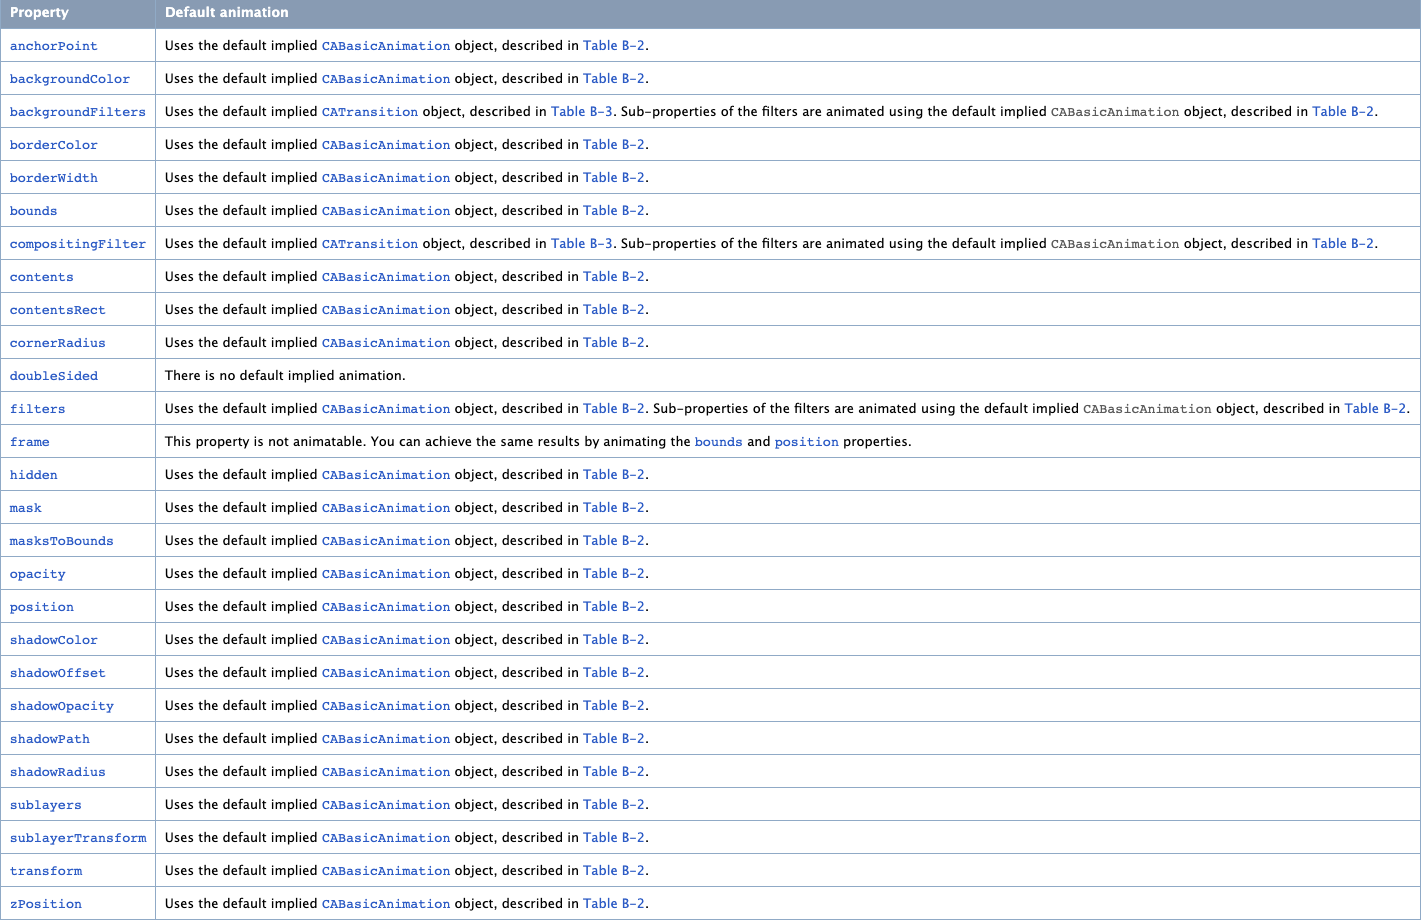 Property Default animation
anchorPoint Uses the default implied CABasicAnimation object, described in Table B-2.
backgroundColor Uses the default implied CABasicAnimation object, described in Table B-2.
backgroundFilters Uses the default implied CATransition object, described in Table B-3. Sub-properties of the filters are animated using the default implied CABasicAnimation object, described in Table B-2.
borderColor Uses the default implied CABasicAnimation object, described in Table B-2.
borderWidth Uses the default implied CABasicAnimation object, described in Table B-2.
bounds Uses the default implied CABasicAnimation object, described in Table B-2.
compositingFilter Uses the default implied CATransition object, described in Table B-3. Sub-properties of the filters are animated using the default implied CABasicAnimation object, described in Table B-2.
contents Uses the default implied CABasicAnimation object, described in Table B-2.
contentsRect Uses the default implied CABasicAnimation object, described in Table B-2.
cornerRadius Uses the default implied CABasicAnimation object, described in Table B-2.
doubleSided There is no default implied animation.
filters Uses the default implied CABasicAnimation object, described in Table B-2. Sub-properties of the filters are animated using the default implied CABasicAnimation object, described in Table B-2.
frame This property is not animatable. You can achieve the same results by animating the bounds and position properties.
hidden Uses the default implied CABasicAnimation object, described in Table B-2.
mask Uses the default implied CABasicAnimation object, described in Table B-2.
masksToBounds Uses the default implied CABasicAnimation object, described in Table B-2.
opacity Uses the default implied CABasicAnimation object, described in Table B-2.
position Uses the default implied CABasicAnimation object, described in Table B-2.
shadowColor Uses the default implied CABasicAnimation object, described in Table B-2.
shadowOffset Uses the default implied CABasicAnimation object, described in Table B-2.
shadowOpacity Uses the default implied CABasicAnimation object, described in Table B-2.
shadowPath Uses the default implied CABasicAnimation object, described in Table B-2.
shadowRadius Uses the default implied CABasicAnimation object, described in Table B-2.
sublayers Uses the default implied CABasicAnimation object, described in Table B-2.
sublayerTransform Uses the default implied CABasicAnimation object, described in Table B-2.
transform Uses the default implied CABasicAnimation object, described in Table B-2.
zPosition Uses the default implied CABasicAnimation object, described in Table B-2.